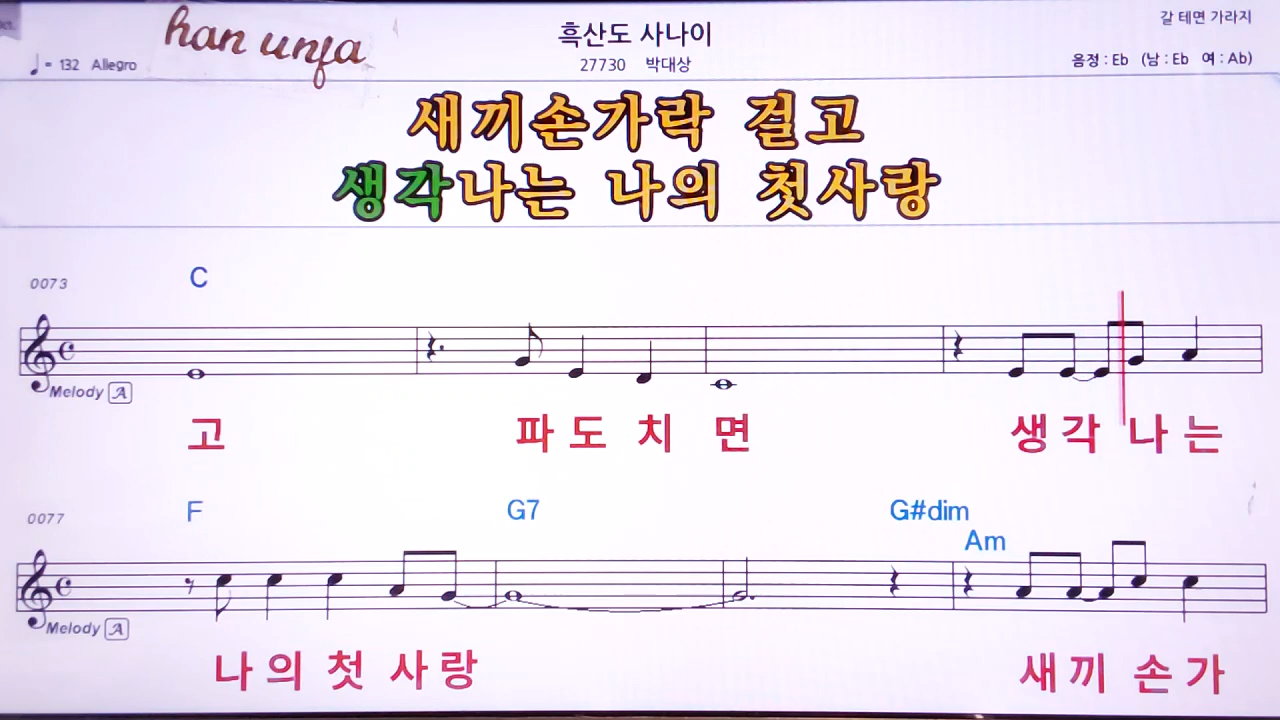 han unja
흑산도 사나이
갈 테면 가라지
♩= 132 Allegro
27730 박대상
음정 : Eb (남 : Eb 여 : Ab)
새끼손가락 걸고
생각나는 나의 첫사랑
0073
C
Melody A
고 파 도 치 면 생 각 나 는
0077
F G7 G#dim
Am
Melody A
나 의 첫 사 랑 새 끼 손 가